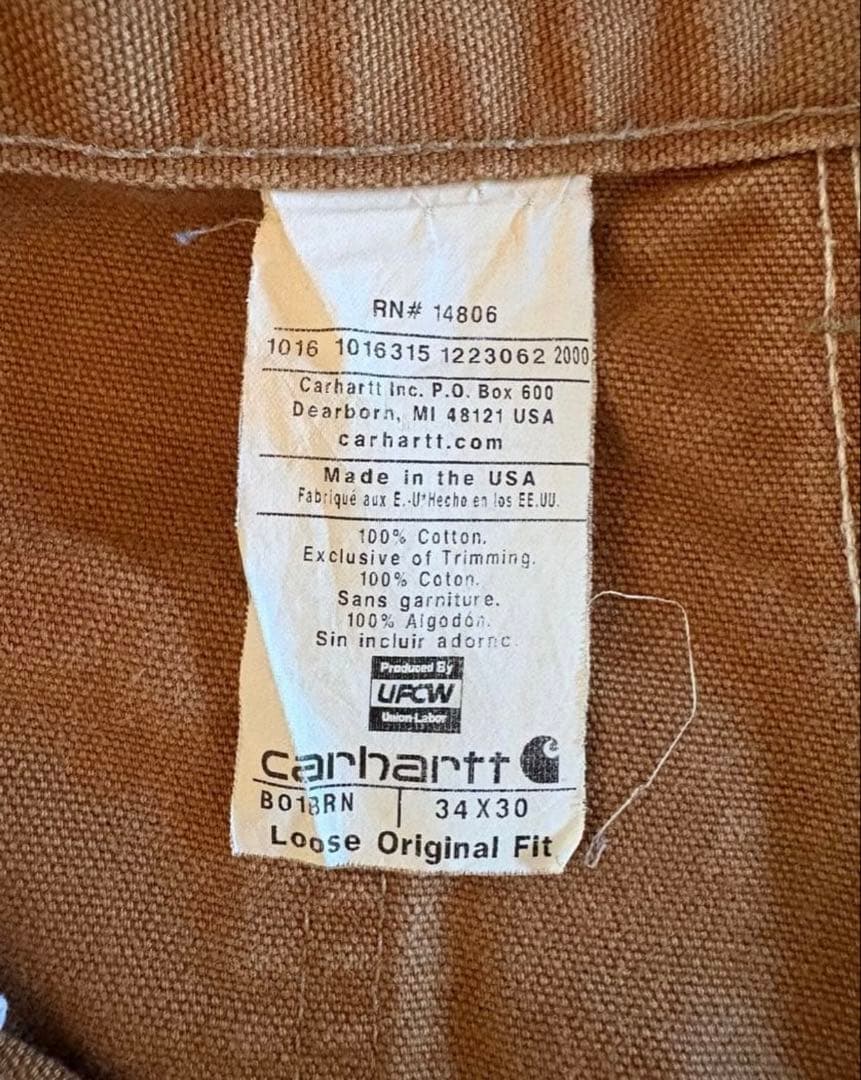 RN# 14806
1016 1016315 1223062 2000
Carhartt Inc. P.O. Box 600
Dearborn, MI 48121 USA
carhartt.com
Made in the USA
Fabriqué aux E.-U*Hecho en los EE.UU.
100% Cotton.
Exclusive of Trimming.
100% Coton.
Sans garniture.
100% Algodón.
Sin incluir adorno.
Produced By
UFCW
Union-Labor
carhartt
B01BRN 34 X 30
Loose Original Fit